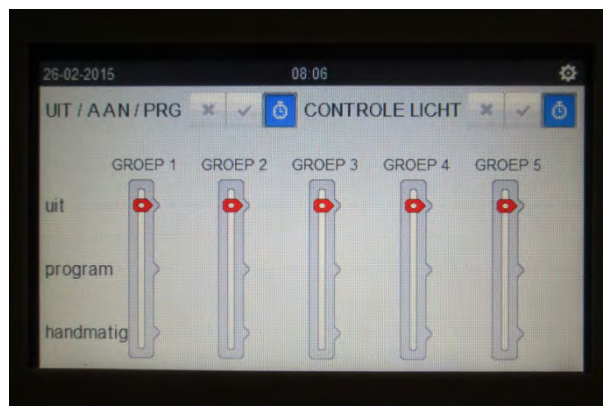 26-02-2015 08:06
UIT / AAN / PRG CONTROLE LICHT
GROEP 1 GROEP 2 GROEP 3 GROEP 4 GROEP 5
uit
program
handmatig